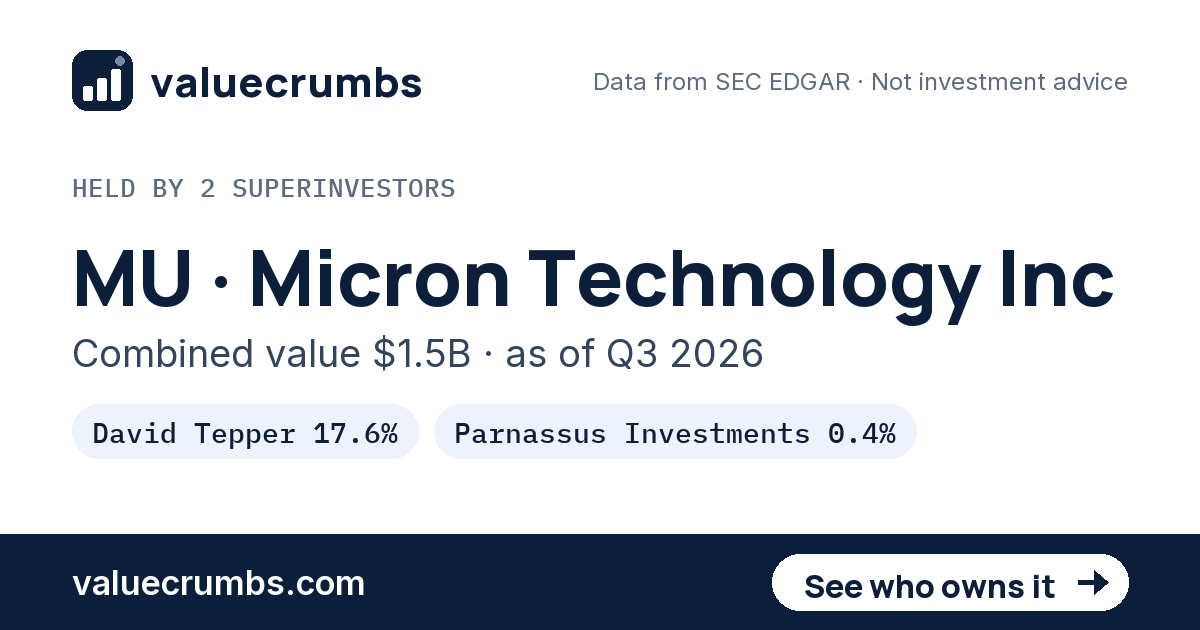 valuecrumbs
Data from SEC EDGAR · Not investment advice
HELD BY 2 SUPERINVESTORS
MU · Micron Technology Inc
Combined value $1.5B · as of Q3 2026
David Tepper 17.6%
Parnassus Investments 0.4%
valuecrumbs.com
See who owns it →